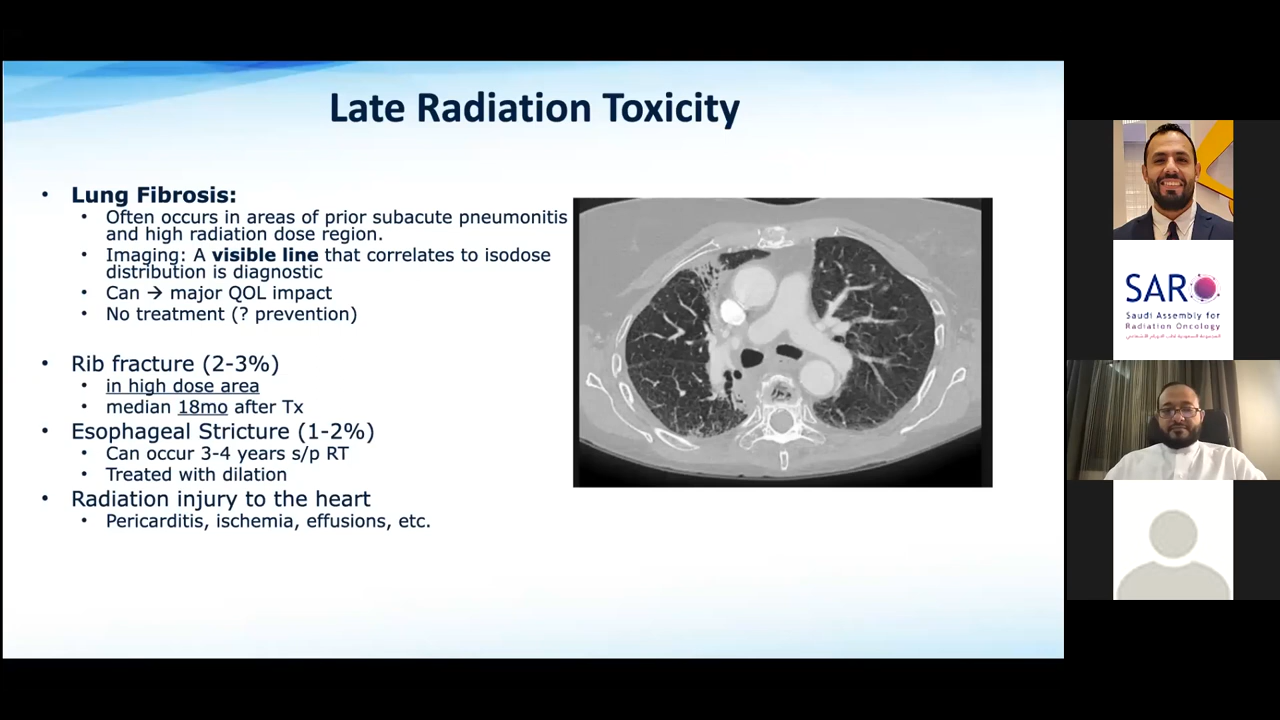 Late Radiation Toxicity
• Lung Fibrosis:
• Often occurs in areas of prior subacute pneumonitis
and high radiation dose region.
• Imaging: A visible line that correlates to isodose
distribution is diagnostic
• Can → major QOL impact
• No treatment (? prevention)
• Rib fracture (2-3%)
• in high dose area
• median 18mo after Tx
• Esophageal Stricture (1-2%)
• Can occur 3-4 years s/p RT
• Treated with dilation
• Radiation injury to the heart
• Pericarditis, ischemia, effusions, etc.
SARO
Saudi Assembly for
Radiation Oncology